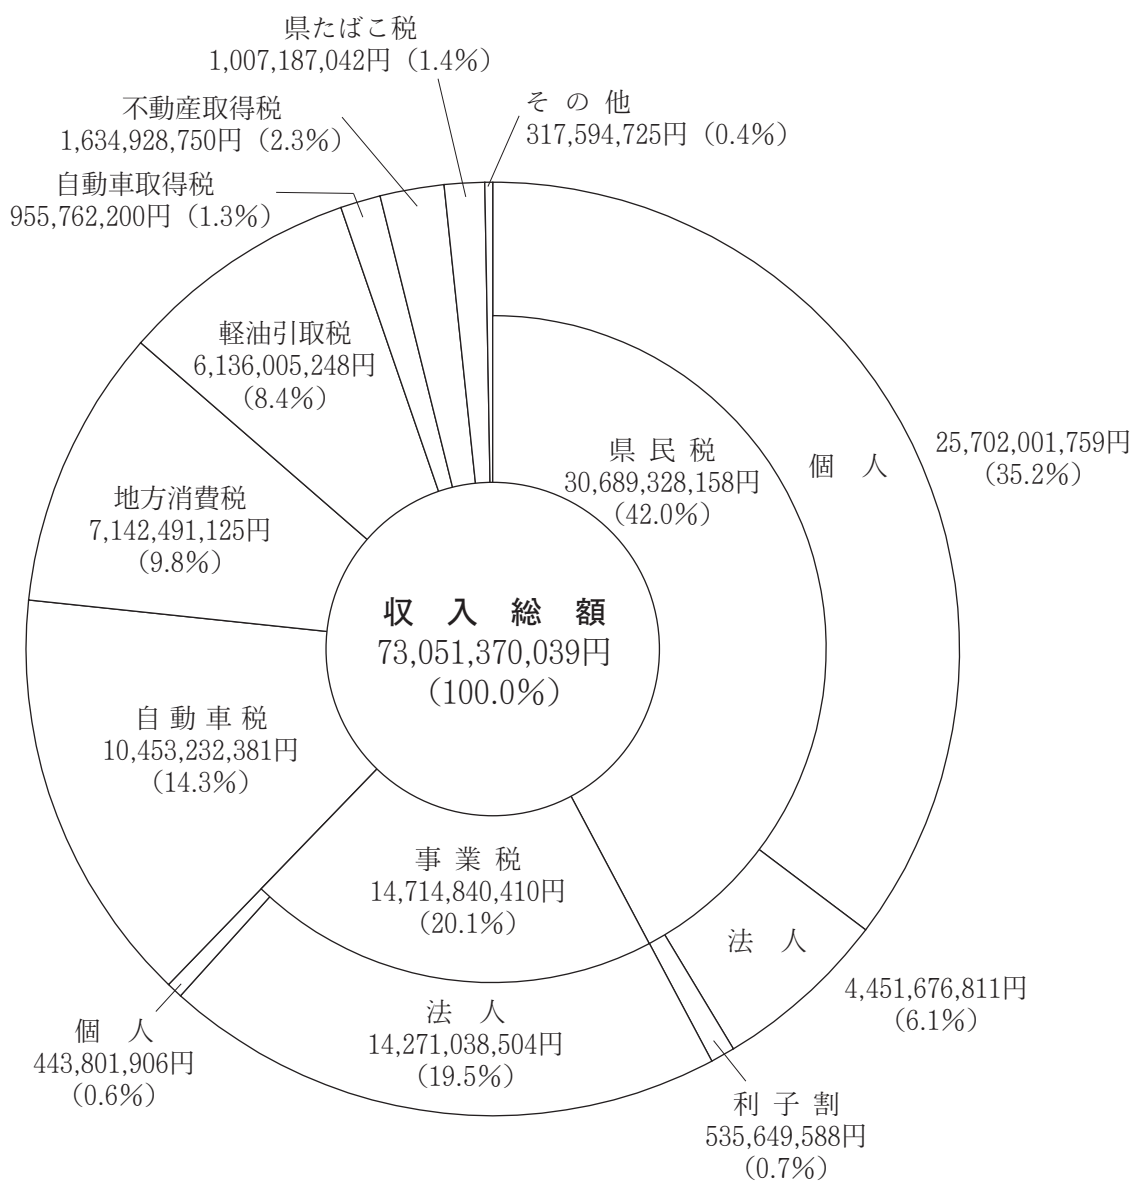 県たばこ税
1,007,187,042円（1.4％）
不動産取得税
1,634,928,750円（2.3％）
その他
317,594,725円（0.4％）
自動車取得税
955,762,200円（1.3％）
軽油引取税
6,136,005,248円
（8.4％）
県民税
30,689,328,158円
（42.0％）
個人
25,702,001,759円
（35.2％）
地方消費税
7,142,491,125円
（9.8％）
収入総額
73,051,370,039円
（100.0％）
自動車税
10,453,232,381円
（14.3％）
事業税
14,714,840,410円
（20.1％）
法人
4,451,676,811円
（6.1％）
法人
14,271,038,504円
（19.5％）
個人
443,801,906円
（0.6％）
利子割
535,649,588円
（0.7％）